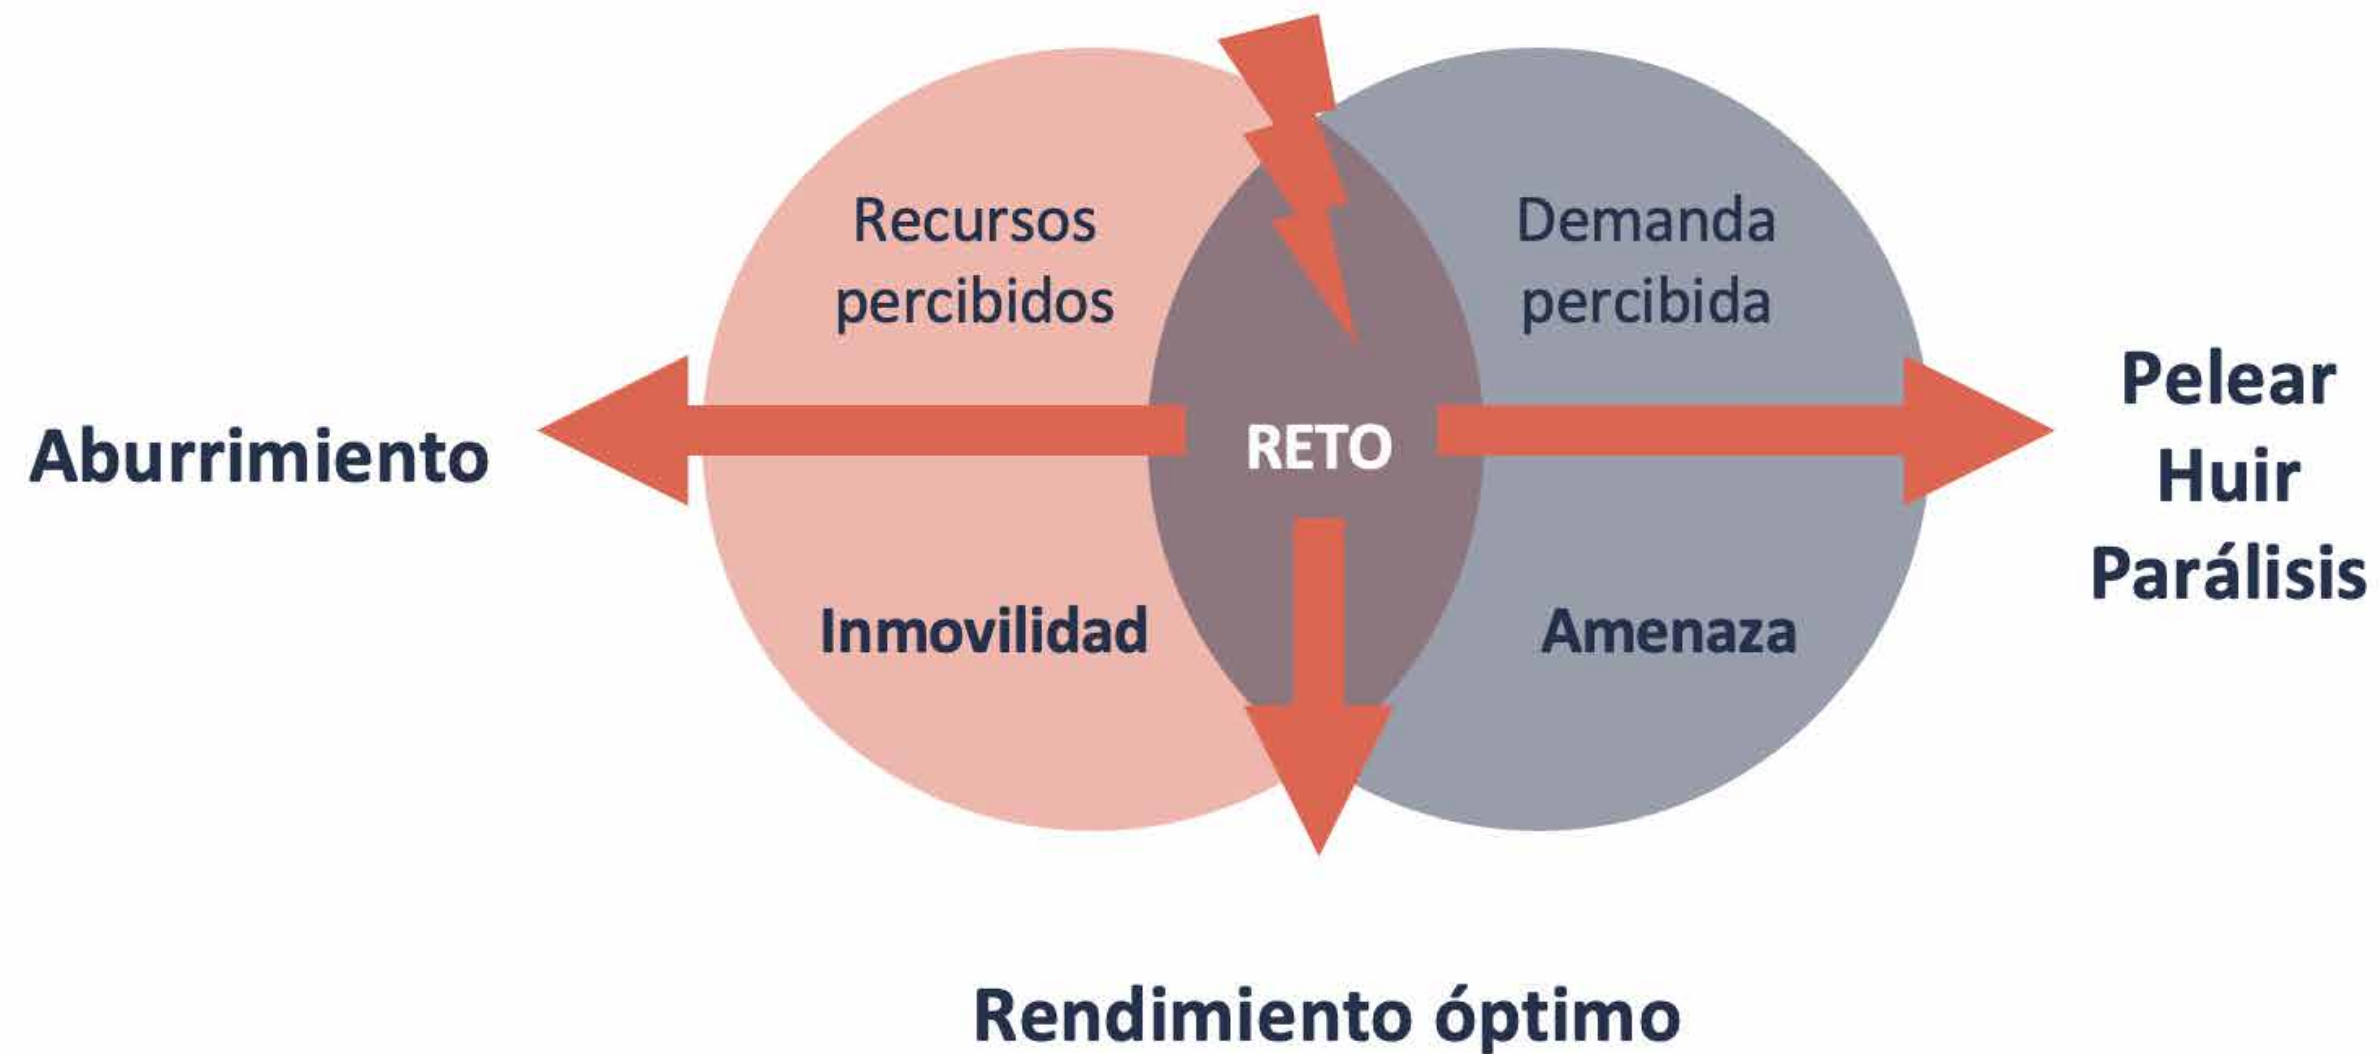 Recursos
percibidos
Demanda
percibida
Aburrimiento
RETO
Pelear
Huir
Parálisis
Inmovilidad
Amenaza
Rendimiento óptimo